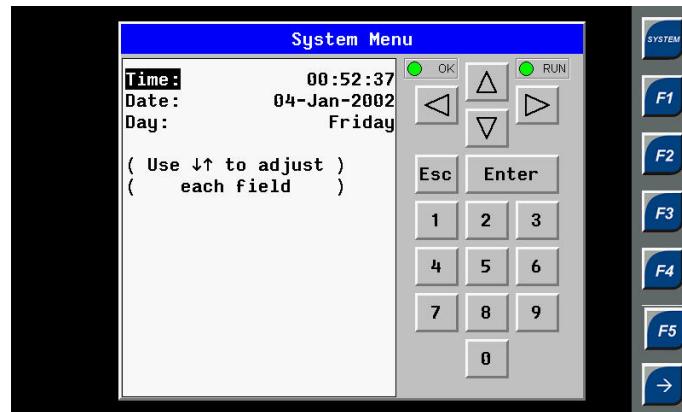 System Menu
Time: 00:52:37
Date: 04-Jan-2002
Day: Friday
( Use ↓↑ to adjust )
( each field )
OK
RUN
Esc Enter
1 2 3
4 5 6
7 8 9
0
SYSTEM
F1
F2
F3
F4
F5